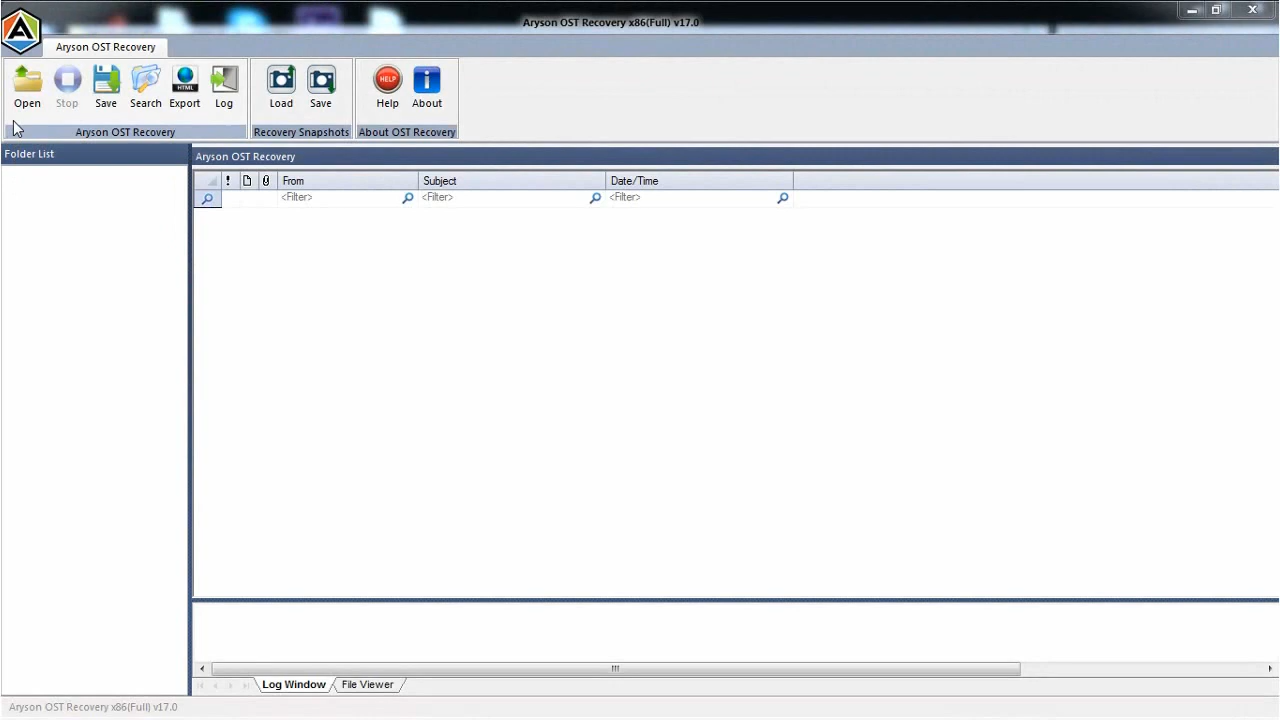 Aryson OST Recovery x86(Full) v17.0
Aryson OST Recovery
Open Stop Save Search Export Log Load Save Help About
Aryson OST Recovery Recovery Snapshots About OST Recovery
Folder List
Aryson OST Recovery
! From Subject Date/Time
<Filter> <Filter> <Filter>
Log Window File Viewer
Aryson OST Recovery x86(Full) v17.0